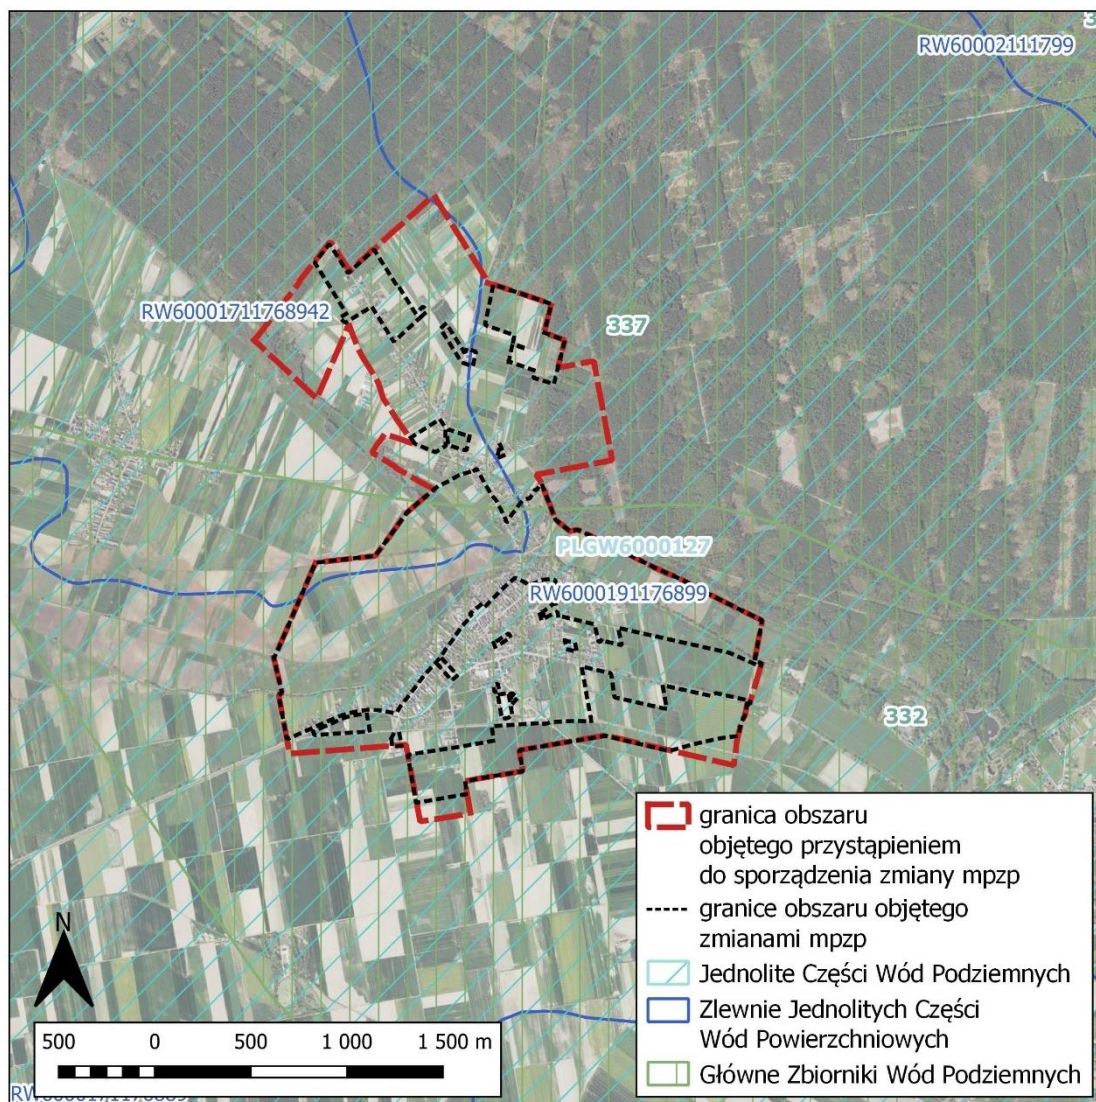 3
RW60002111799
RW60001711768942
337
PLGW6000127
RW6000191176899
332
granica obszaru
objętego przystąpieniem
do sporządzenia zmiany mpzp
granice obszaru objętego
zmianami mpzp
Jednolite Części Wód Podziemnych
Zlewnie Jednolitych Części
Wód Powierzchniowych
Główne Zbiorniki Wód Podziemnych
N
500 0 500 1 000 1 500 m